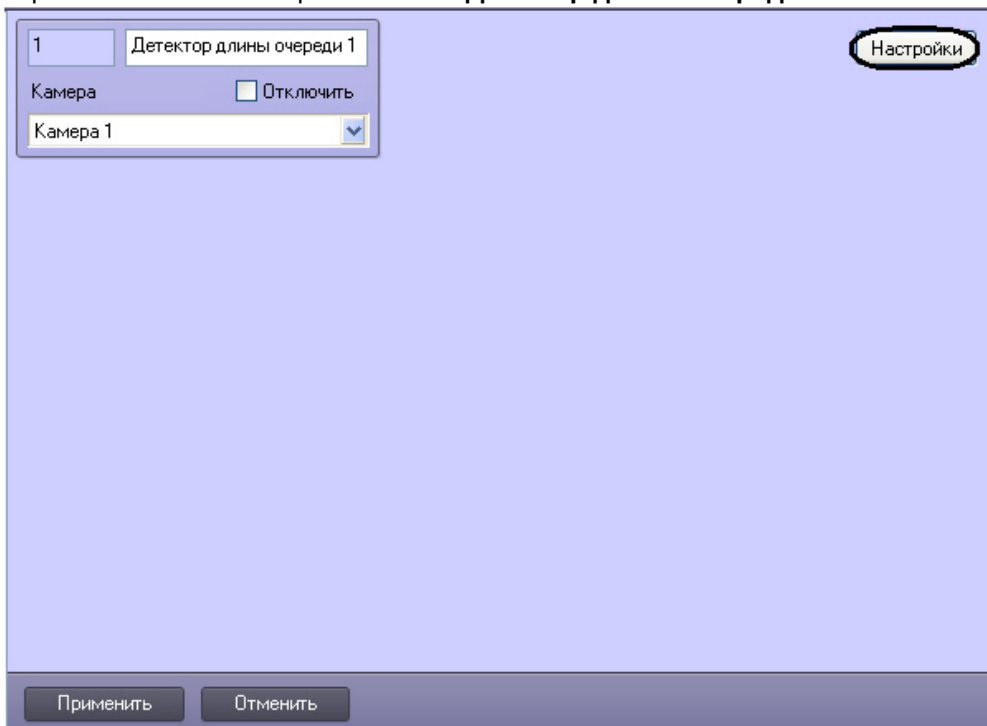 1
Детектор длины очереди 1
Настройки
Камера
Отключить
Камера 1
Применить
Отменить